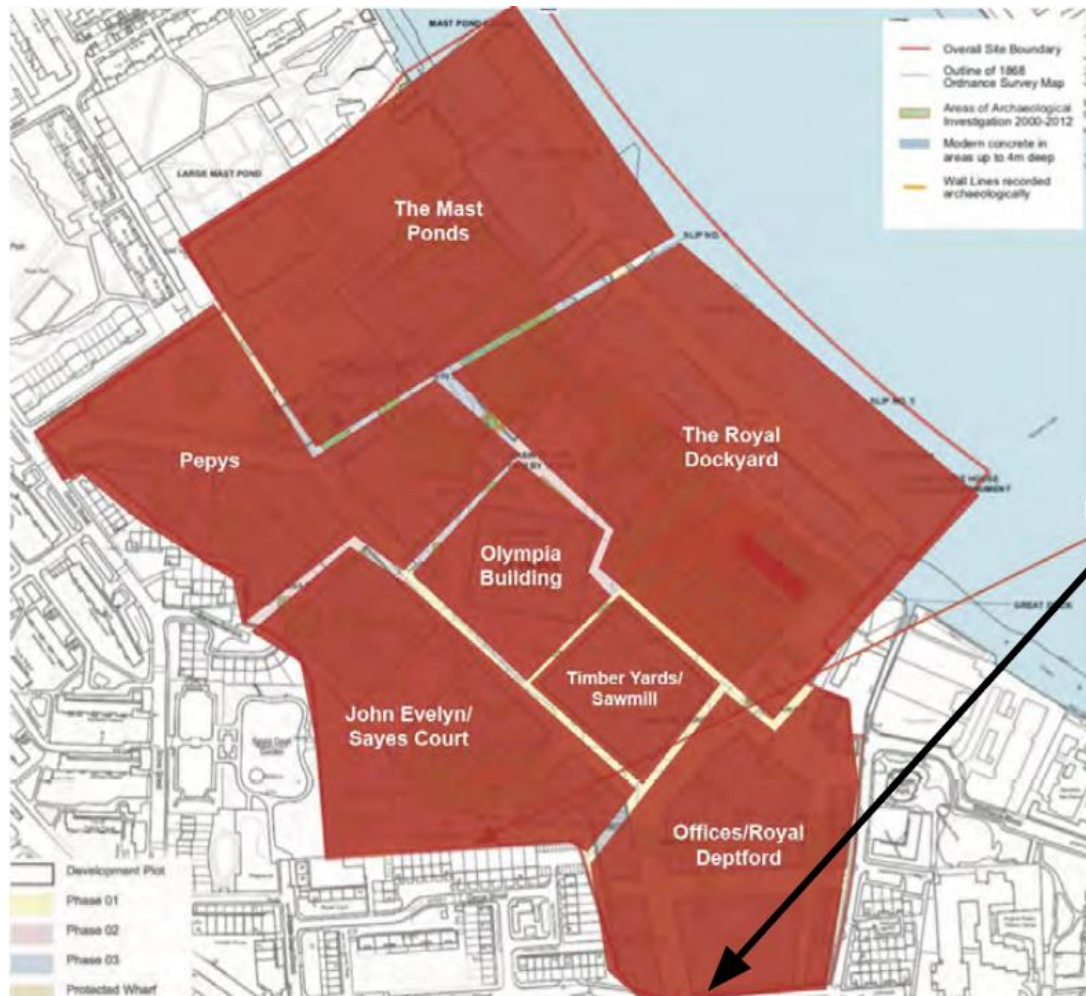 MAST POND
Overall Site Boundary
Outline of 1868
Ordnance Survey Map
Areas of Archaeological
Investigation 2000-2012
Modern concrete in
areas up to 4m deep
Wall Lines recorded
archaeologically
LARGE MAST POND
The Mast
Ponds
SLIP NO.
SLIP NO.
Pepys
The Royal
Dockyard
HOUSE
Olympia
Building
GREAT DOCK
Timber Yards/
Sawmill
John Evelyn/
Sayes Court
Offices/Royal
Deptford
Development Plot
Phase 01
Phase 02
Phase 03
Protected Wharf